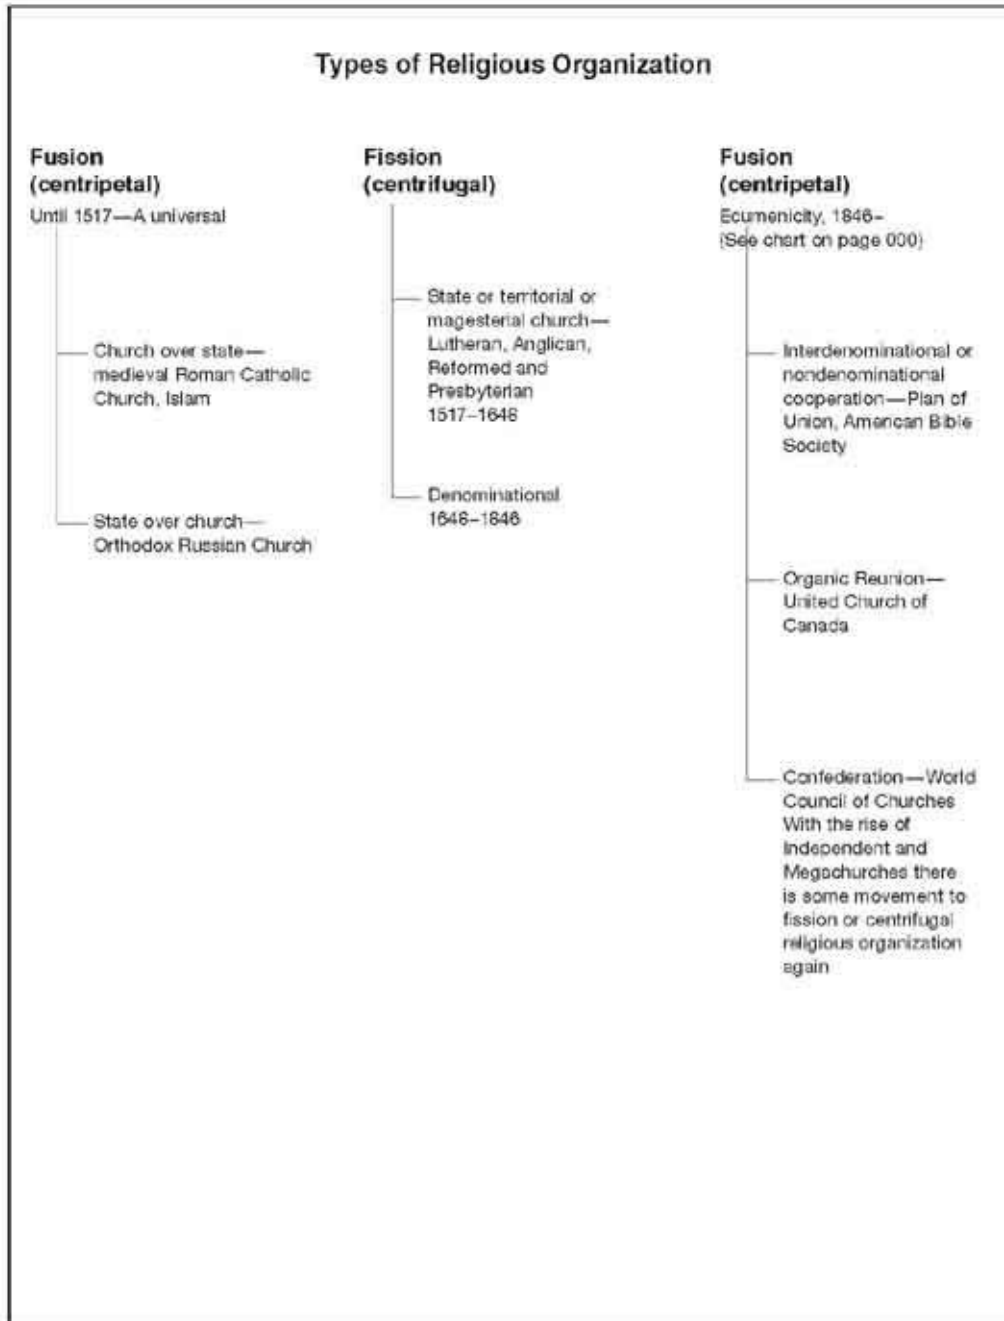 Types of Religious Organization
Fusion
(centripetal)
Until 1517—A universal
Church over state—
medieval Roman Catholic
Church, Islam
State over church—
Orthodox Russian Church
Fission
(centrifugal)
State or territorial or
magesterial church—
Lutheran, Anglican,
Reformed and
Presbyterian
1517–1648
Denominational
1648–1846
Fusion
(centripetal)
Ecumenicity, 1846–
(See chart on page 000)
Interdenominational or
nondenominational
cooperation—Plan of
Union, American Bible
Society
Organic Reunion—
United Church of
Canada
Confederation—World
Council of Churches
With the rise of
Independent and
Megachurches there
is some movement to
fission or centrifugal
religious organization
again